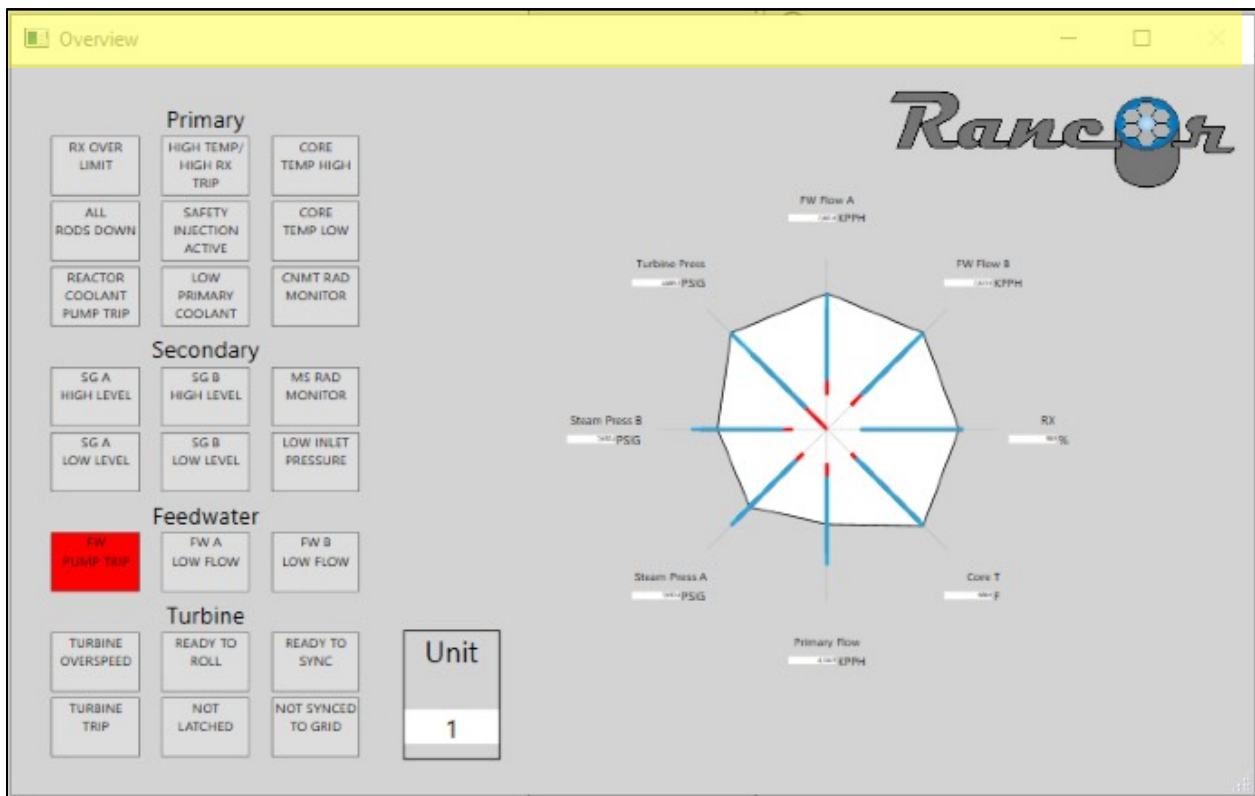 Overview
Rancor
Primary
RX OVER
LIMIT
HIGH TEMP/
HIGH RX
TRIP
CORE
TEMP HIGH
ALL
RODS DOWN
SAFETY
INJECTION
ACTIVE
CORE
TEMP LOW
REACTOR
COOLANT
PUMP TRIP
LOW
PRIMARY
COOLANT
CNMT RAD
MONITOR
Secondary
SG A
HIGH LEVEL
SG B
HIGH LEVEL
MS RAD
MONITOR
SG A
LOW LEVEL
SG B
LOW LEVEL
LOW INLET
PRESSURE
Feedwater
FW
PUMP TRIP
FW A
LOW FLOW
FW B
LOW FLOW
Turbine
TURBINE
OVERSPEED
READY TO
ROLL
READY TO
SYNC
TURBINE
TRIP
NOT
LATCHED
NOT SYNCED
TO GRID
Unit
1
FW Flow A
KPPH
FW Flow B
KPPH
RX
%
Core T
F
Primary Flow
KPPH
Steam Press A
PSIG
Steam Press B
PSIG
Turbine Press
PSIG